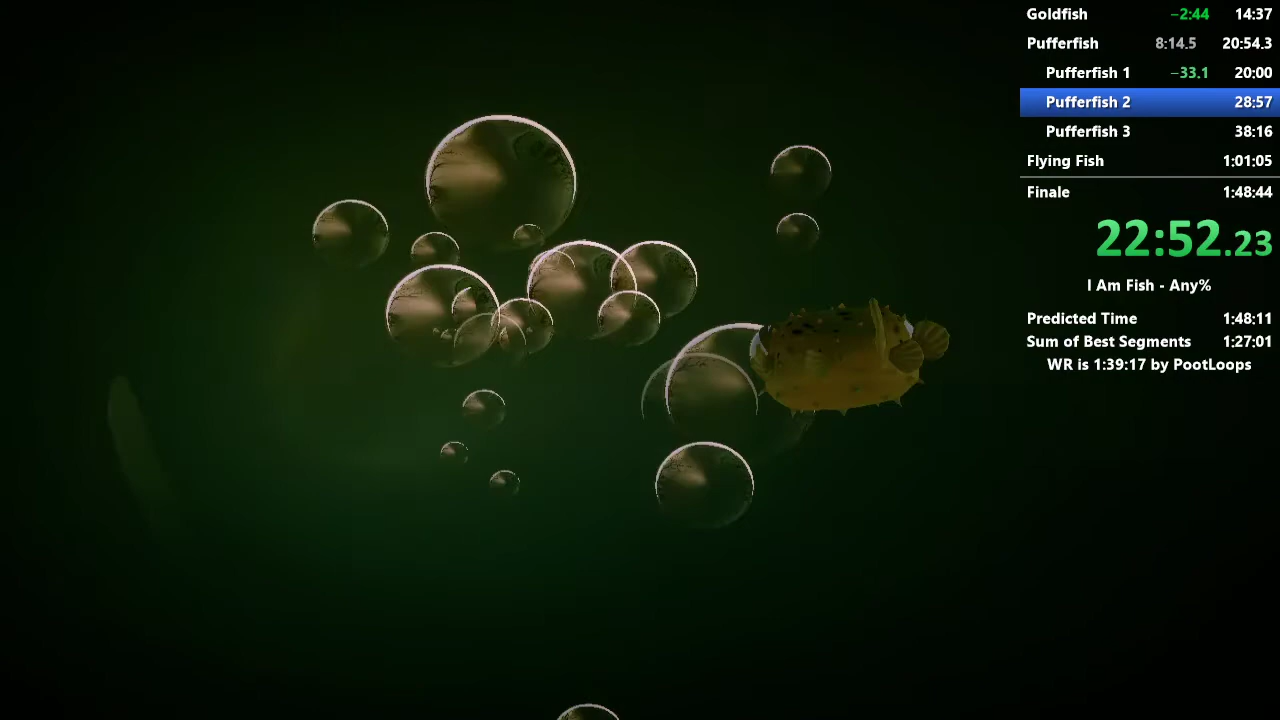 Goldfish −2:44 14:37
Pufferfish 8:14.5 20:54.3
Pufferfish 1 −33.1 20:00
Pufferfish 2 28:57
Pufferfish 3 38:16
Flying Fish 1:01:05
Finale 1:48:44
22:52.23
I Am Fish - Any%
Predicted Time 1:48:11
Sum of Best Segments 1:27:01
WR is 1:39:17 by PootLoops